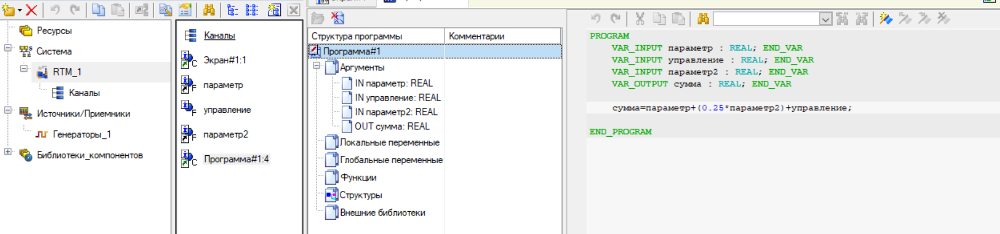 Ресурсы
Система
RTM_1
Каналы
Источники/Приемники
Генераторы_1
Библиотеки_компонентов
Каналы
Экран#1:1
параметр
управление
параметр2
Программа#1:4
Структура программы
Комментарии
Программа#1
Аргументы
IN параметр: REAL
IN управление: REAL
IN параметр2: REAL
OUT сумма: REAL
Локальные переменные
Глобальные переменные
Функции
Структуры
Внешние библиотеки
PROGRAM
VAR_INPUT параметр : REAL; END_VAR
VAR_INPUT управление : REAL; END_VAR
VAR_INPUT параметр2 : REAL; END_VAR
VAR_OUTPUT сумма : REAL; END_VAR
сумма=параметр+(0.25*параметр2)+управление;
END_PROGRAM